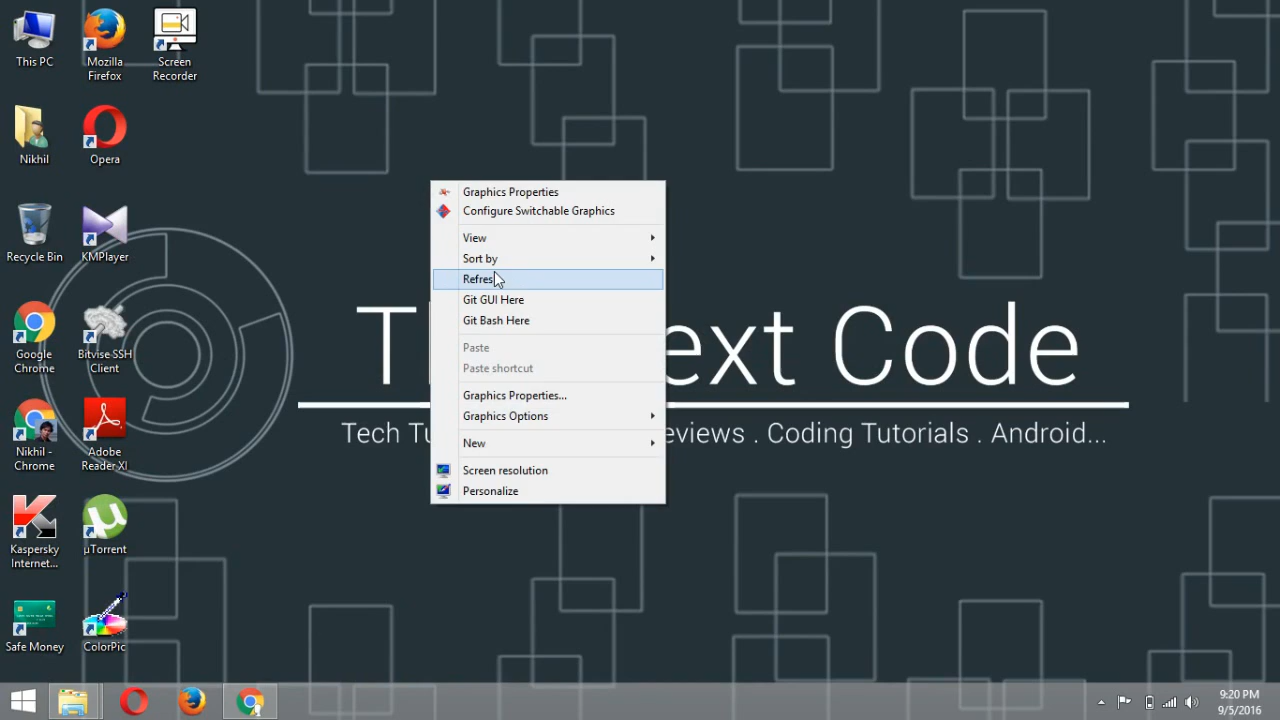 This PC
Mozilla
Firefox
Screen
Recorder
Nikhil
Opera
Recycle Bin
KMPlayer
Google
Chrome
Bitvise SSH
Client
Nikhil -
Chrome
Adobe
Reader XI
Kaspersky
Internet...
µTorrent
Safe Money
ColorPic
Graphics Properties
Configure Switchable Graphics
View
Sort by
Refres
Git GUI Here
Git Bash Here
Paste
Paste shortcut
Graphics Properties...
Graphics Options
New
Screen resolution
Personalize
T ext Code
Tech Tu eviews . Coding Tutorials . Android...
9:20 PM
9/5/2016